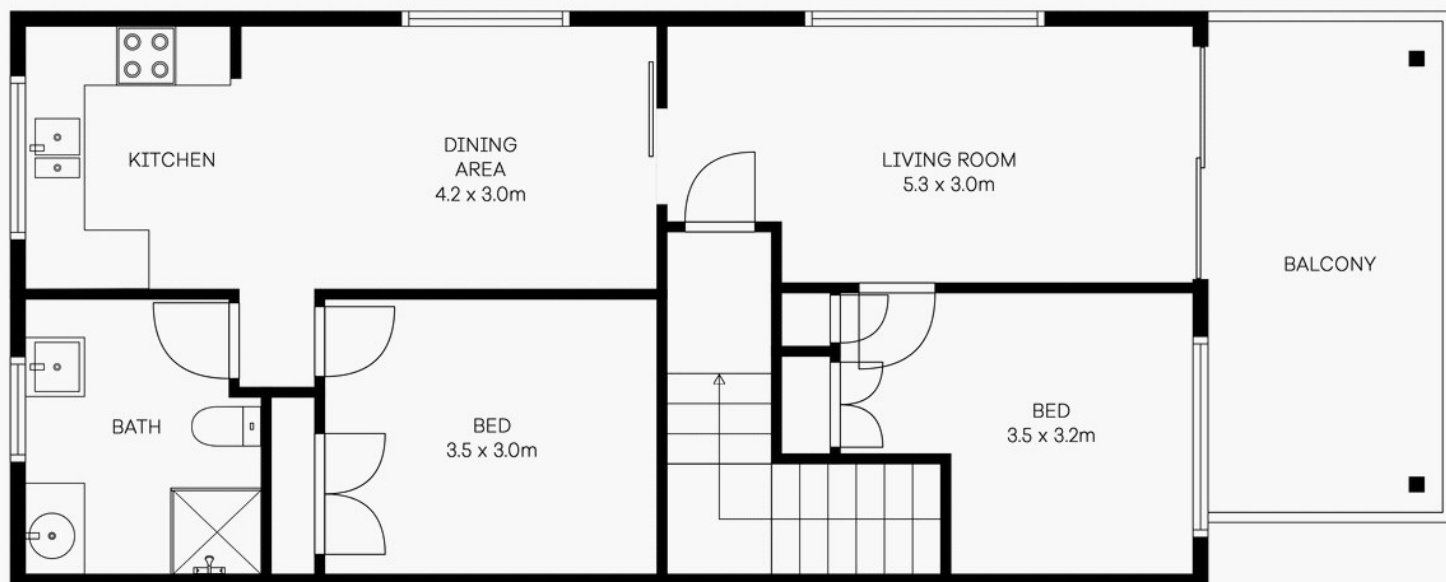 KITCHEN
DINING
AREA
4.2 x 3.0m
LIVING ROOM
5.3 x 3.0m
BALCONY
BATH
BED
3.5 x 3.0m
BED
3.5 x 3.2m